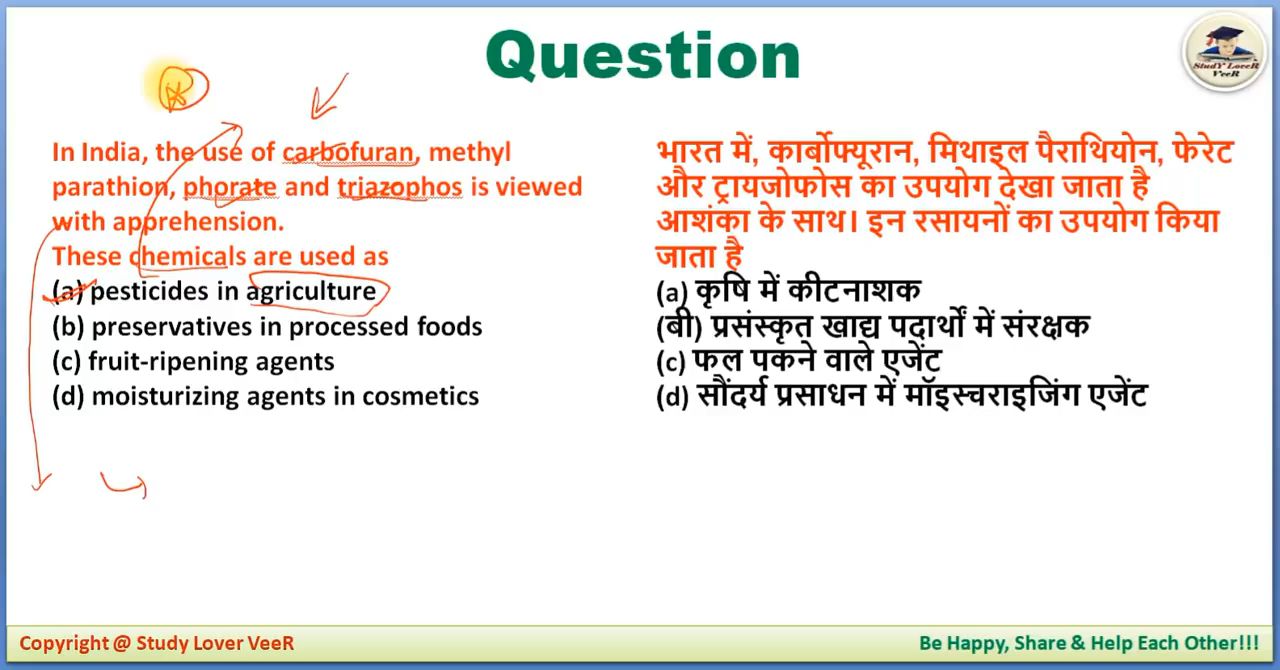 Question
StudY LoveR
VeeR
In India, the use of carbofuran, methyl
parathion, phorate and triazophos is viewed
with apprehension.
These chemicals are used as
(a) pesticides in agriculture
(b) preservatives in processed foods
(c) fruit-ripening agents
(d) moisturizing agents in cosmetics
भारत में, कार्बोफ्यूरान, मिथाइल पैराथियोन, फेरेट
और ट्रायजोफोस का उपयोग देखा जाता है
आशंका के साथ। इन रसायनों का उपयोग किया
जाता है
(a) कृषि में कीटनाशक
(बी) प्रसंस्कृत खाद्य पदार्थों में संरक्षक
(c) फल पकने वाले एजेंट
(d) सौंदर्य प्रसाधन में मॉइस्चराइजिंग एजेंट
Copyright @ Study Lover VeeR
Be Happy, Share & Help Each Other!!!